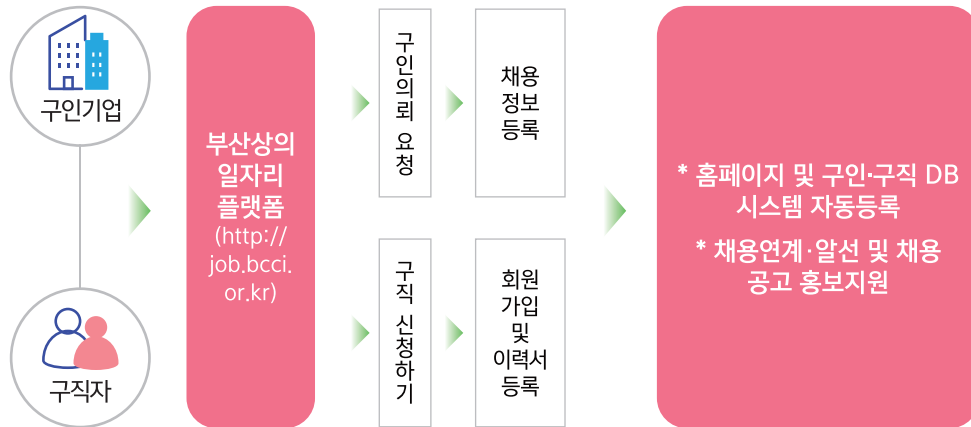 구인기업
구직자
부산상의
일자리
플랫폼
(http://
job.bcci.
or.kr)
구인의뢰 요청
채용
정보
등록
구직 신청하기
회원
가입
및
이력서
등록
* 홈페이지 및 구인·구직 DB
시스템 자동등록
* 채용연계·알선 및 채용
공고 홍보지원